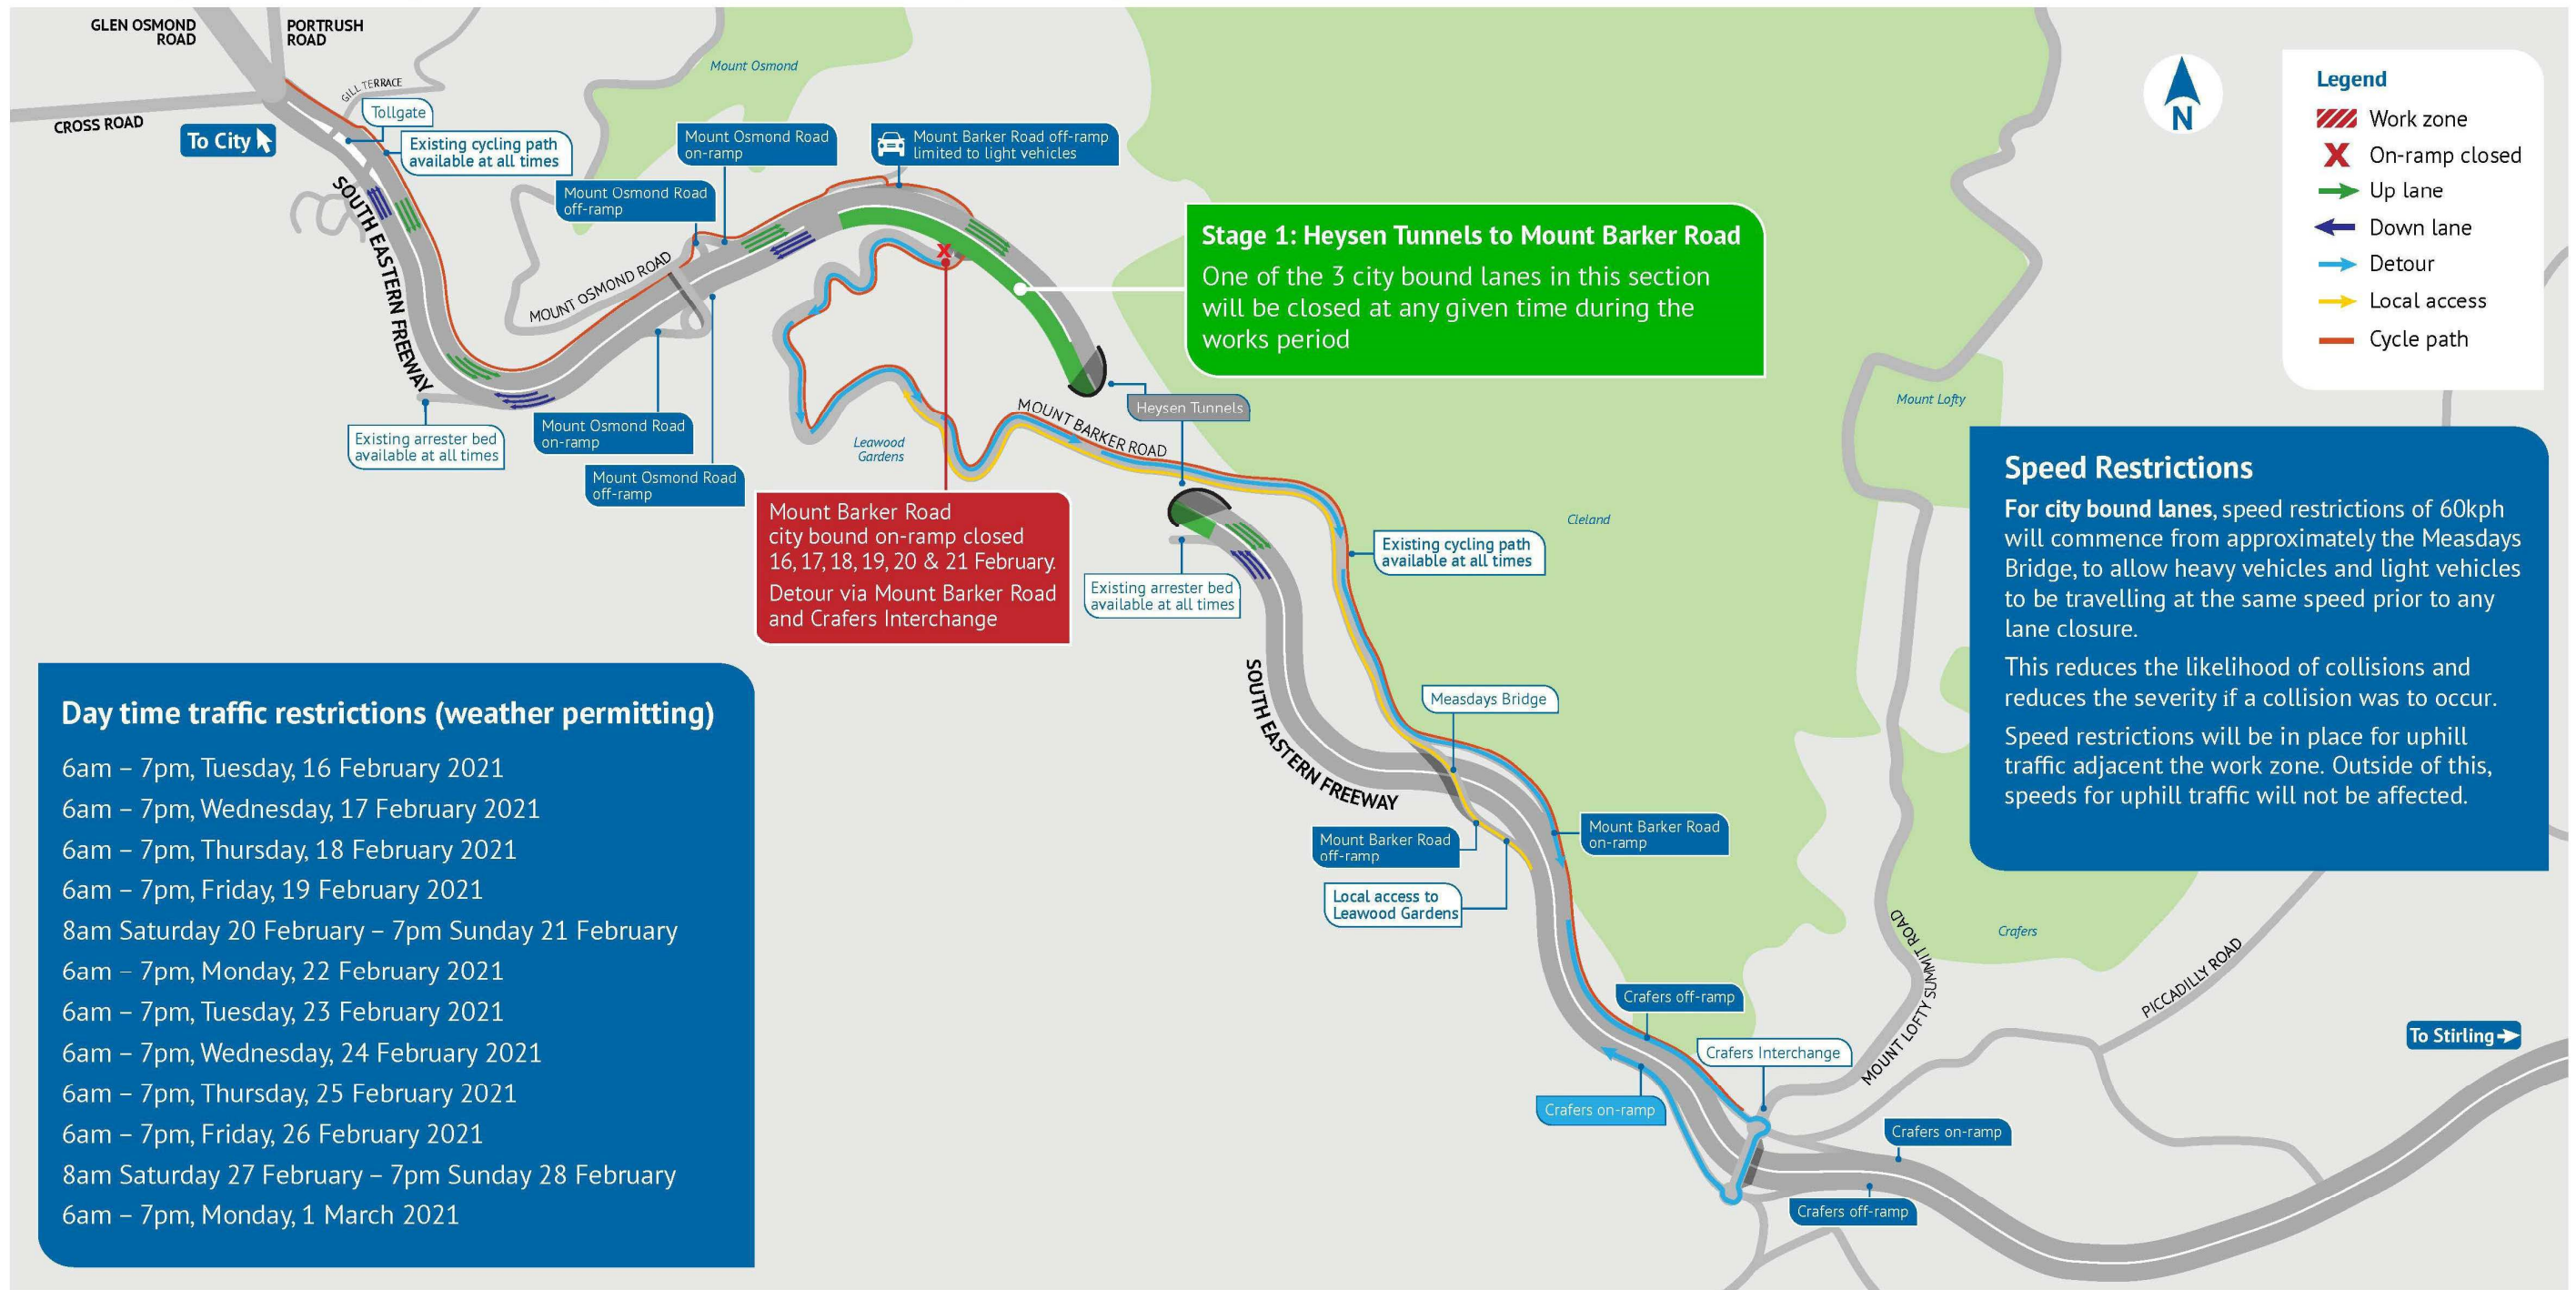 GLEN OSMOND
ROAD
PORTRUSH
ROAD
GILL TERRACE
CROSS ROAD
To City
Tollgate
Existing cycling path
available at all times
Mount Osmond
Mount Osmond Road
on-ramp
Mount Osmond Road
off-ramp
Mount Barker Road off-ramp
limited to light vehicles
SOUTH EASTERN FREEWAY
MOUNT OSMOND ROAD
X
Stage 1: Heysen Tunnels to Mount Barker Road
One of the 3 city bound lanes in this section
will be closed at any given time during the
works period
N
Legend
Work zone
X On-ramp closed
Up lane
Down lane
Detour
Local access
Cycle path
Existing arrester bed
available at all times
Mount Osmond Road
on-ramp
Mount Osmond Road
off-ramp
Leawood
Gardens
MOUNT BARKER ROAD
Heysen Tunnels
Mount Lofty
Cleland
Mount Barker Road
city bound on-ramp closed
16, 17, 18, 19, 20 & 21 February.
Detour via Mount Barker Road
and Crafers Interchange
Existing arrester bed
available at all times
Existing cycling path
available at all times
Speed Restrictions
For city bound lanes, speed restrictions of 60kph
will commence from approximately the Measdays
Bridge, to allow heavy vehicles and light vehicles
to be travelling at the same speed prior to any
lane closure.
This reduces the likelihood of collisions and
reduces the severity if a collision was to occur.
Speed restrictions will be in place for uphill
traffic adjacent the work zone. Outside of this,
speeds for uphill traffic will not be affected.
Day time traffic restrictions (weather permitting)
6am – 7pm, Tuesday, 16 February 2021
6am – 7pm, Wednesday, 17 February 2021
6am – 7pm, Thursday, 18 February 2021
6am – 7pm, Friday, 19 February 2021
8am Saturday 20 February – 7pm Sunday 21 February
6am – 7pm, Monday, 22 February 2021
6am – 7pm, Tuesday, 23 February 2021
6am – 7pm, Wednesday, 24 February 2021
6am – 7pm, Thursday, 25 February 2021
6am – 7pm, Friday, 26 February 2021
8am Saturday 27 February – 7pm Sunday 28 February
6am – 7pm, Monday, 1 March 2021
SOUTH EASTERN FREEWAY
Measdays Bridge
Mount Barker Road
off-ramp
Mount Barker Road
on-ramp
Local access to
Leawood Gardens
Crafers
MOUNT LOFTY SUMMIT ROAD
PICCADILLY ROAD
To Stirling
Crafers off-ramp
Crafers Interchange
Crafers on-ramp
Crafers on-ramp
Crafers off-ramp